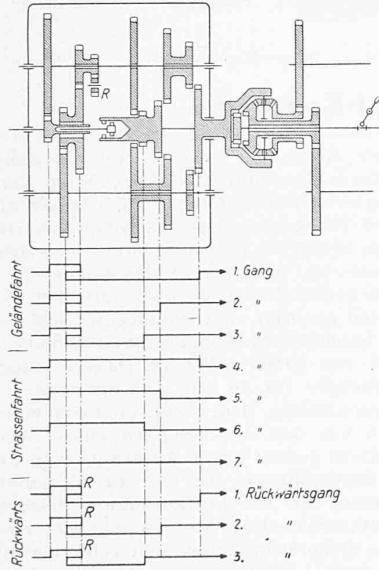 R
Geländefahrt
1. Gang
2. "
3. "
Strassenfahrt
4. "
5. "
6. "
7. "
Rückwärts
R
1. Rückwärtsgang
R
2. "
R
3. "